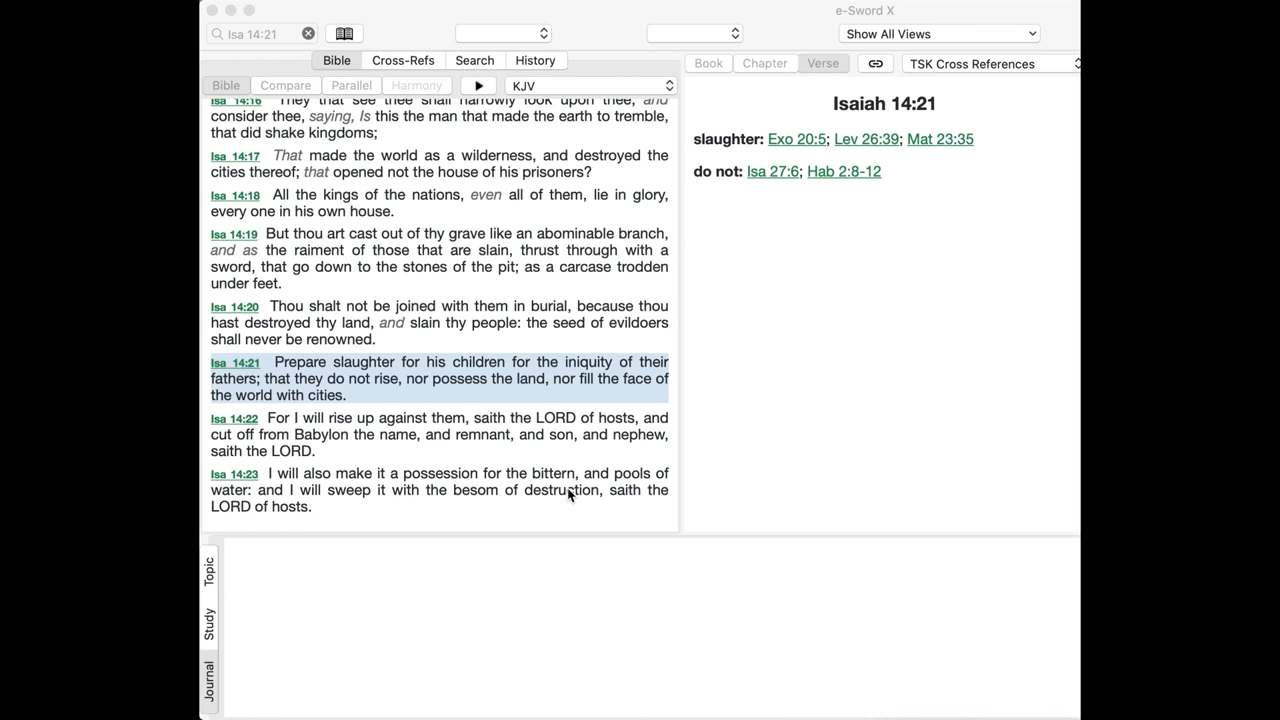 e-Sword X
Isa 14:21
Show All Views
Bible Cross-Refs Search History
Book Chapter Verse TSK Cross References
Bible Compare Parallel Harmony KJV
Isa 14:16 They that see thee shall narrowly look upon thee, and
consider thee, saying, Is this the man that made the earth to tremble,
that did shake kingdoms;
Isa 14:17 That made the world as a wilderness, and destroyed the
cities thereof; that opened not the house of his prisoners?
Isa 14:18 All the kings of the nations, even all of them, lie in glory,
every one in his own house.
Isa 14:19 But thou art cast out of thy grave like an abominable branch,
and as the raiment of those that are slain, thrust through with a
sword, that go down to the stones of the pit; as a carcase trodden
under feet.
Isa 14:20 Thou shalt not be joined with them in burial, because thou
hast destroyed thy land, and slain thy people: the seed of evildoers
shall never be renowned.
Isa 14:21 Prepare slaughter for his children for the iniquity of their
fathers; that they do not rise, nor possess the land, nor fill the face of
the world with cities.
Isa 14:22 For I will rise up against them, saith the LORD of hosts, and
cut off from Babylon the name, and remnant, and son, and nephew,
saith the LORD.
Isa 14:23 I will also make it a possession for the bittern, and pools of
water: and I will sweep it with the besom of destruction, saith the
LORD of hosts.
Isaiah 14:21
slaughter: Exo 20:5; Lev 26:39; Mat 23:35
do not: Isa 27:6; Hab 2:8-12
Topic
Study
Journal